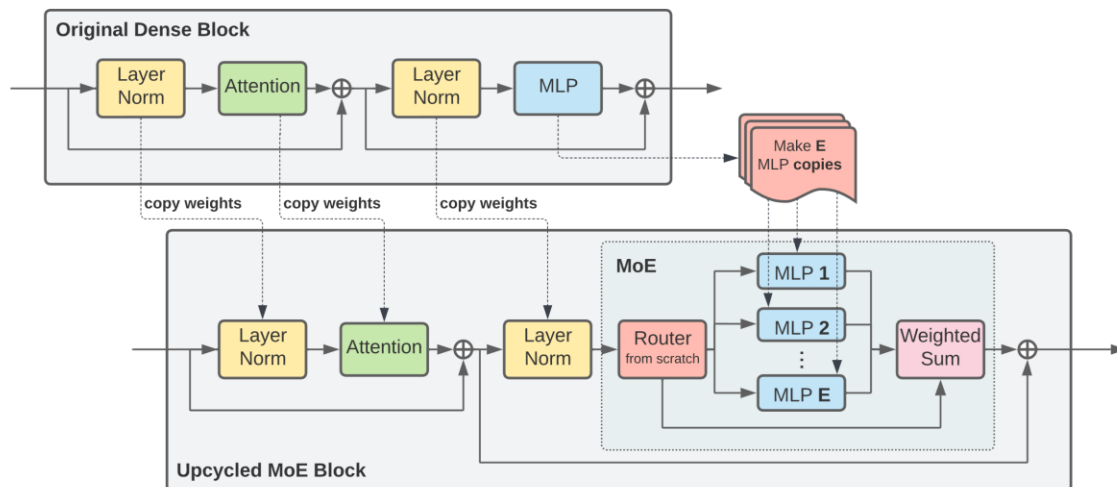 Original Dense Block
Layer
Norm
Attention
Layer
Norm
MLP
Make E
MLP copies
copy weights
copy weights
copy weights
MoE
MLP 1
Layer
Norm
Attention
Layer
Norm
Router
from scratch
MLP 2
⋮
MLP E
Weighted
Sum
Upcycled MoE Block